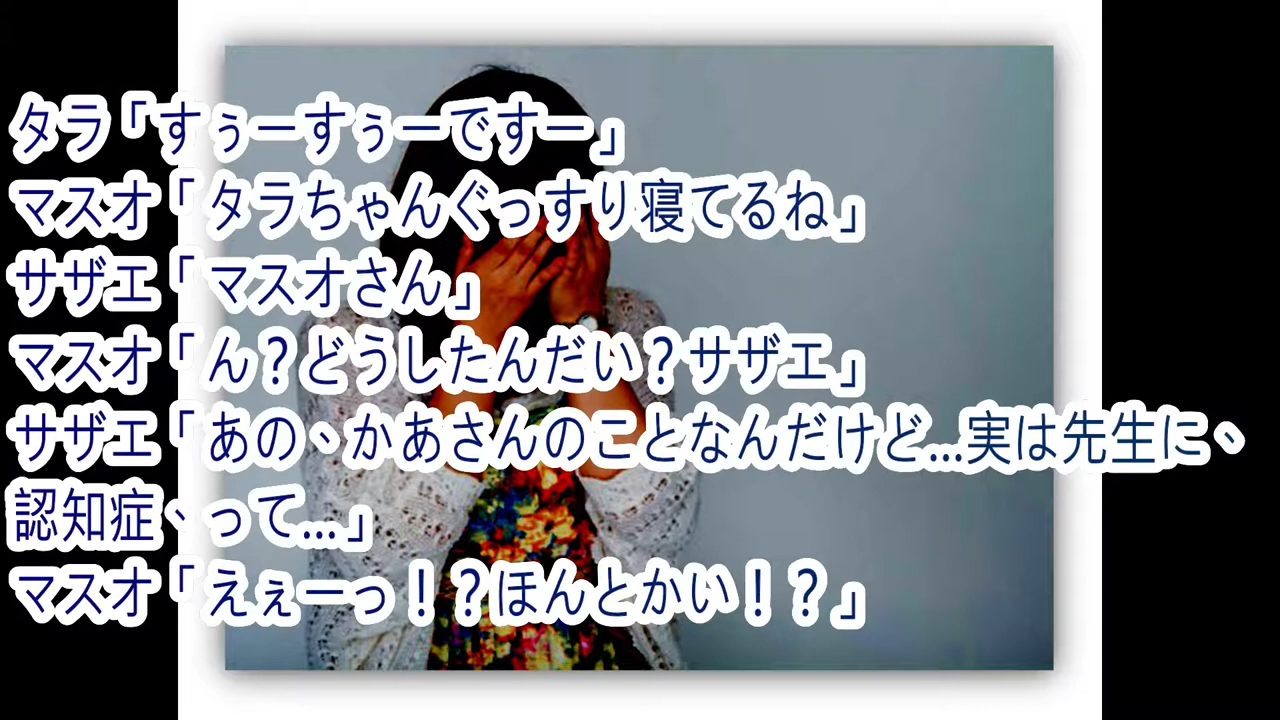 タラ「すぅーすぅーですー」
マスオ「タラちゃんぐっすり寝てるね」
サザエ「マスオさん」
マスオ「ん？どうしたんだい？サザエ」
サザエ「あの、かあさんのことなんだけど...実は先生に、
認知症、って...」
マスオ「えぇーっ！？ほんとかい！？」